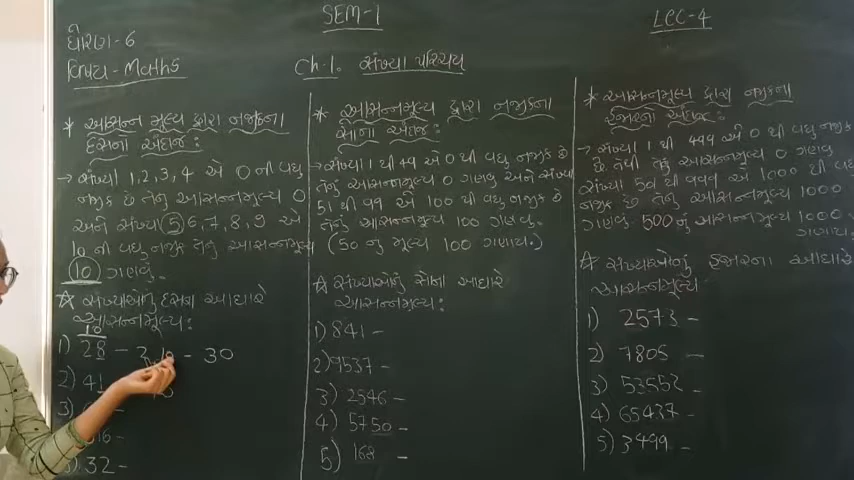 ધોરણ-6
વિષય - Maths
SEM-1
LEC-4
Ch-1. સંખ્યા પરિચય
* આસન્ન મૂલ્ય દ્વારા નજીકના
દસના અંદાજ :
→ સંખ્યા 1,2,3,4 એ 0 ની વધુ
નજીક છે તેનું આસન્નમૂલ્ય 0
અને સંખ્યા 5 6,7,8,9 એ
10 ની વધુ નજીક તેનું આસન્નમૂલ્ય
10 ગણવું.
☆ સંખ્યાઓનું દસના આધારે
આસન્નમૂલ્ય :
10
1) 28 - 3 - 30
2) 41
3)
16 -
5) 32 -
* આસન્નમૂલ્ય દ્વારા નજીકના
સોના અંદાજ :
→ સંખ્યા 1 થી 49 એ 0 થી વધુ નજીક છે
તેનું આસન્નમૂલ્ય 0 ગણવું અને સંખ્યા
51 થી 99 એ 100 થી વધુ નજીક છે
તેનું આસન્નમૂલ્ય 100 ગણવું.
(50 નું મૂલ્ય 100 ગણાય.)
☆ સંખ્યાઓનું સોના આધારે
આસન્નમૂલ્ય :
1) 841 -
2) 9537 -
3) 2546 -
4) 5750 -
5) 168 -
* આસન્નમૂલ્ય દ્વારા નજીકના
હજારના અંદાજ :
→ સંખ્યા 1 થી 499 એ 0 થી વધુ નજીક
છે તેથી તેનું આસન્નમૂલ્ય 0 ગણવું
સંખ્યા 501 થી 999 એ 1000 થી વધુ
નજીક છે તેનું આસન્નમૂલ્ય 1000
ગણવું. 500નું આસન્નમૂલ્ય 1000
ગણાય.
☆ સંખ્યાઓનું હજારના આધારે
આસન્નમૂલ્ય
1) 2573 -
2) 7805 -
3) 53552 -
4) 65437 -
5) 3499 -